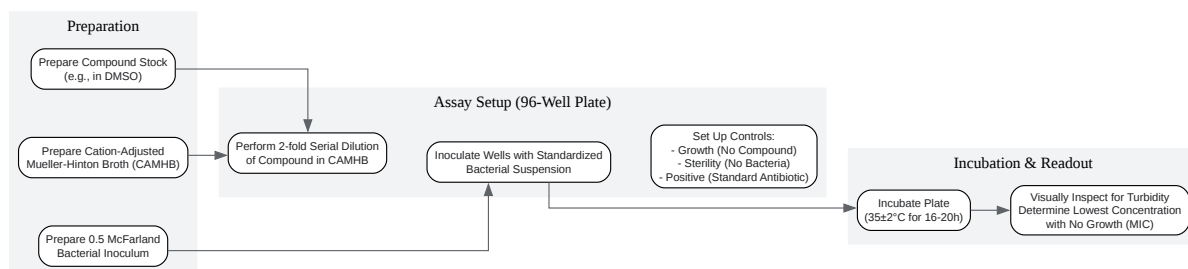 Preparation
Prepare Compound Stock
(e.g., in DMSO)
Prepare Cation-Adjusted
Mueller-Hinton Broth (CAMHB)
Prepare 0.5 McFarland
Bacterial Inoculum
Assay Setup (96-Well Plate)
Perform 2-fold Serial Dilution
of Compound in CAMHB
Inoculate Wells with Standardized
Bacterial Suspension
Set Up Controls:
- Growth (No Compound)
- Sterility (No Bacteria)
- Positive (Standard Antibiotic)
Incubation & Readout
Incubate Plate
(35±2°C for 16-20h)
Visually Inspect for Turbidity
Determine Lowest Concentration
with No Growth (MIC)